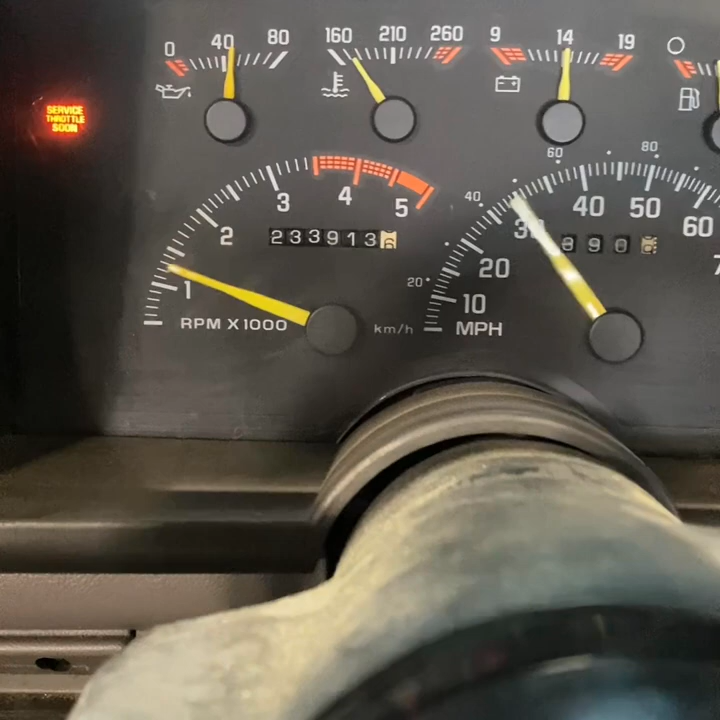 0 40 80
160 210 260
9 14 19
SERVICE
THROTTLE
SOON
1 2 3 4 5
2339136
RPM X1000
km/h
20 40 60 80
10 20 30 40 50 60
MPH